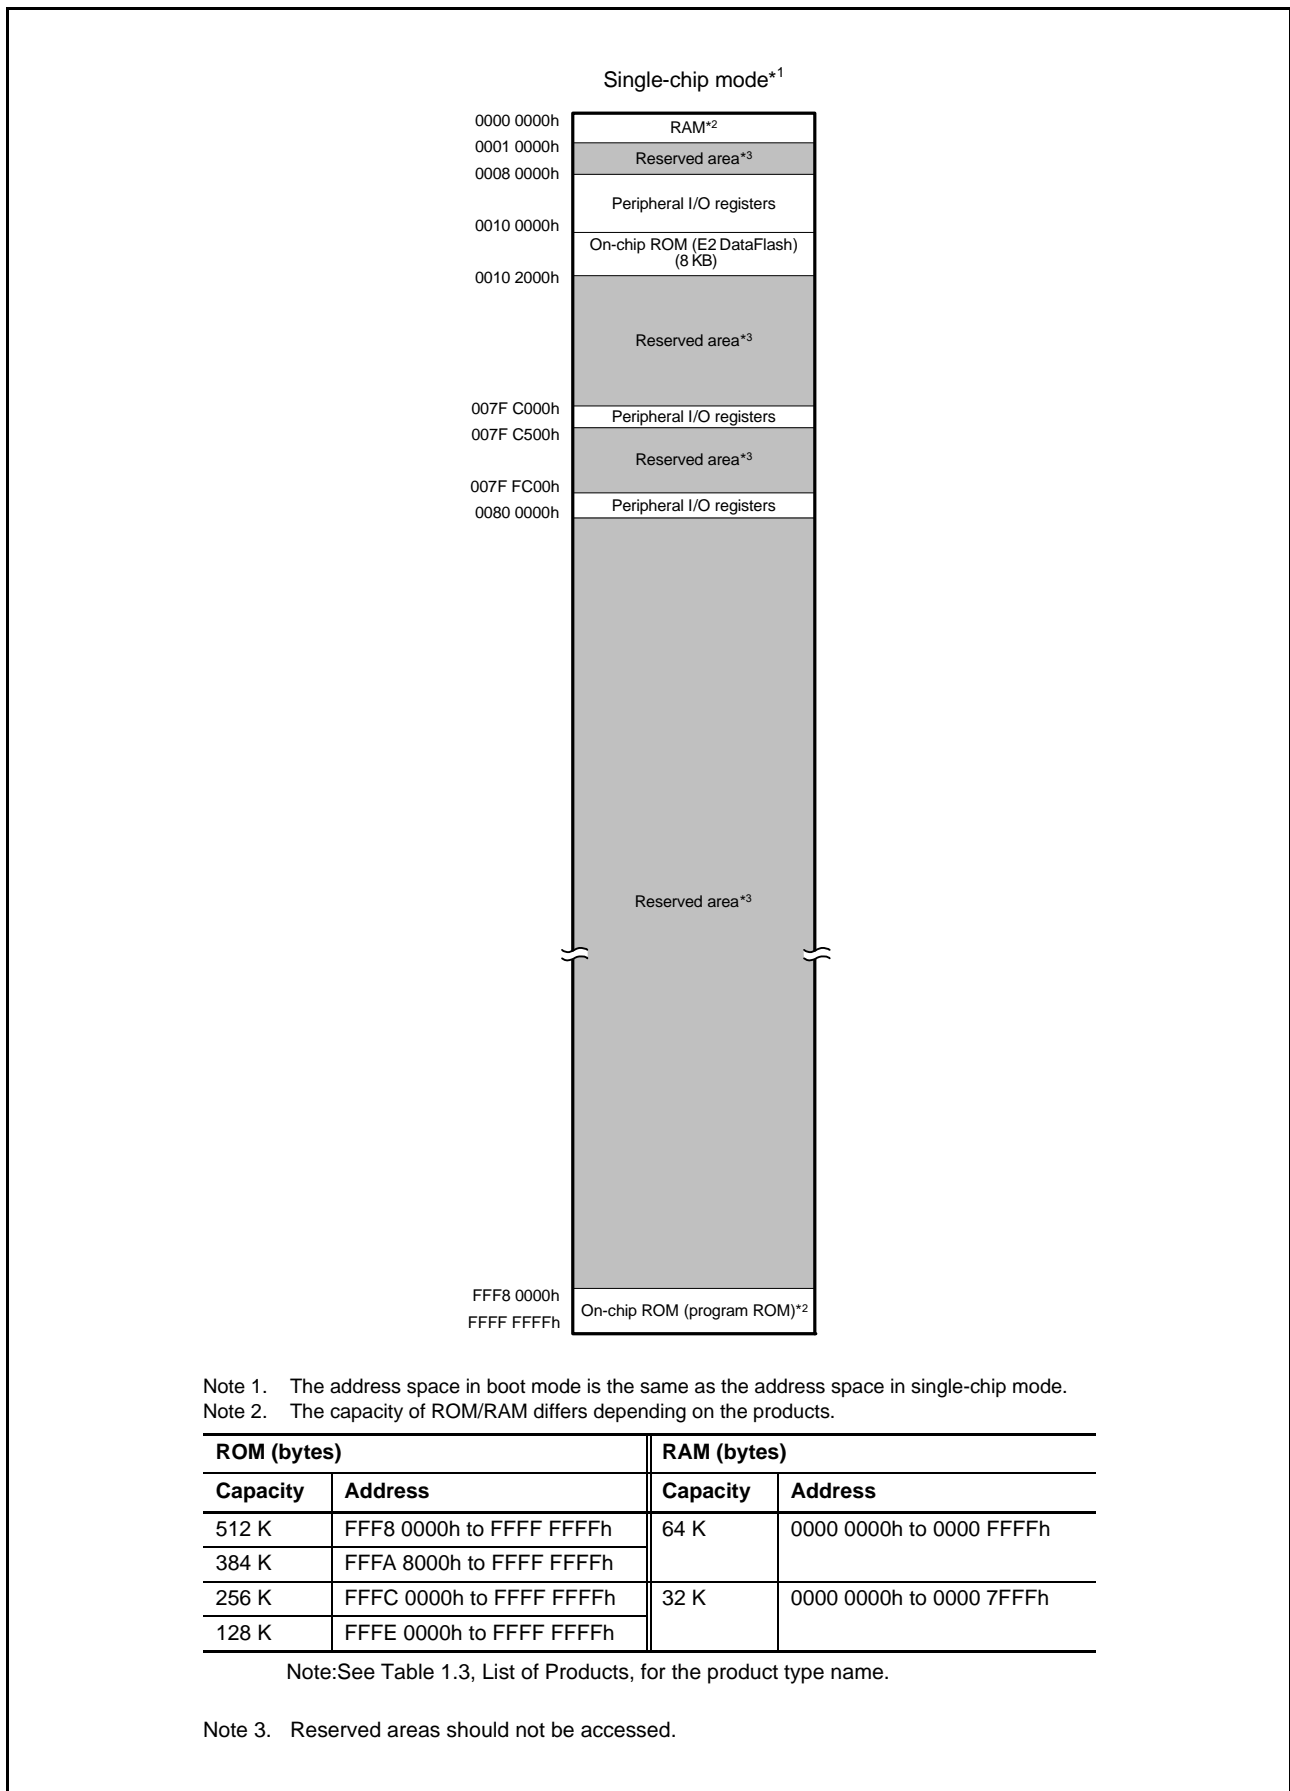 Single-chip mode*1
0000 0000h
RAM*2
0001 0000h
Reserved area*3
0008 0000h
Peripheral I/O registers
0010 0000h
On-chip ROM (E2 DataFlash)
(8 KB)
0010 2000h
Reserved area*3
007F C000h
Peripheral I/O registers
007F C500h
Reserved area*3
007F FC00h
Peripheral I/O registers
0080 0000h
Reserved area*3
FFF8 0000h
On-chip ROM (program ROM)*2
FFFF FFFFh
Note 1. The address space in boot mode is the same as the address space in single-chip mode.
Note 2. The capacity of ROM/RAM differs depending on the products.
ROM (bytes) RAM (bytes)
Capacity Address Capacity Address
512 K FFF8 0000h to FFFF FFFFh 64 K 0000 0000h to 0000 FFFFh
384 K FFFA 8000h to FFFF FFFFh
256 K FFFC 0000h to FFFF FFFFh 32 K 0000 0000h to 0000 7FFFh
128 K FFFE 0000h to FFFF FFFFh
Note:See Table 1.3, List of Products, for the product type name.
Note 3. Reserved areas should not be accessed.